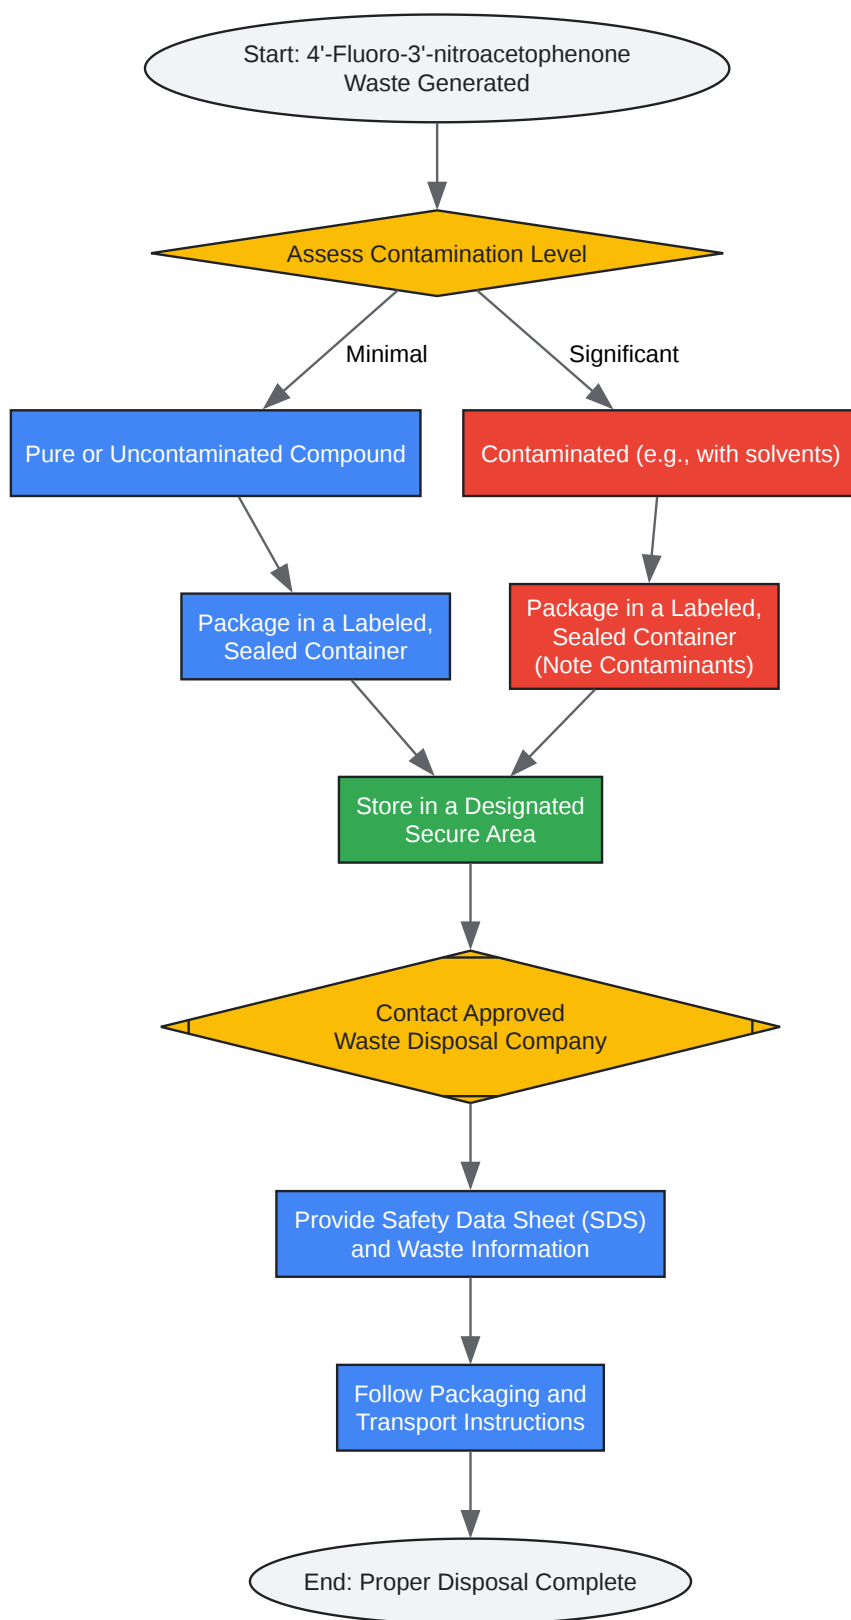 Start: 4'-Fluoro-3'-nitroacetophenone
Waste Generated
Assess Contamination Level
Minimal
Significant
Pure or Uncontaminated Compound
Contaminated (e.g., with solvents)
Package in a Labeled,
Sealed Container
Package in a Labeled,
Sealed Container
(Note Contaminants)
Store in a Designated
Secure Area
Contact Approved
Waste Disposal Company
Provide Safety Data Sheet (SDS)
and Waste Information
Follow Packaging and
Transport Instructions
End: Proper Disposal Complete